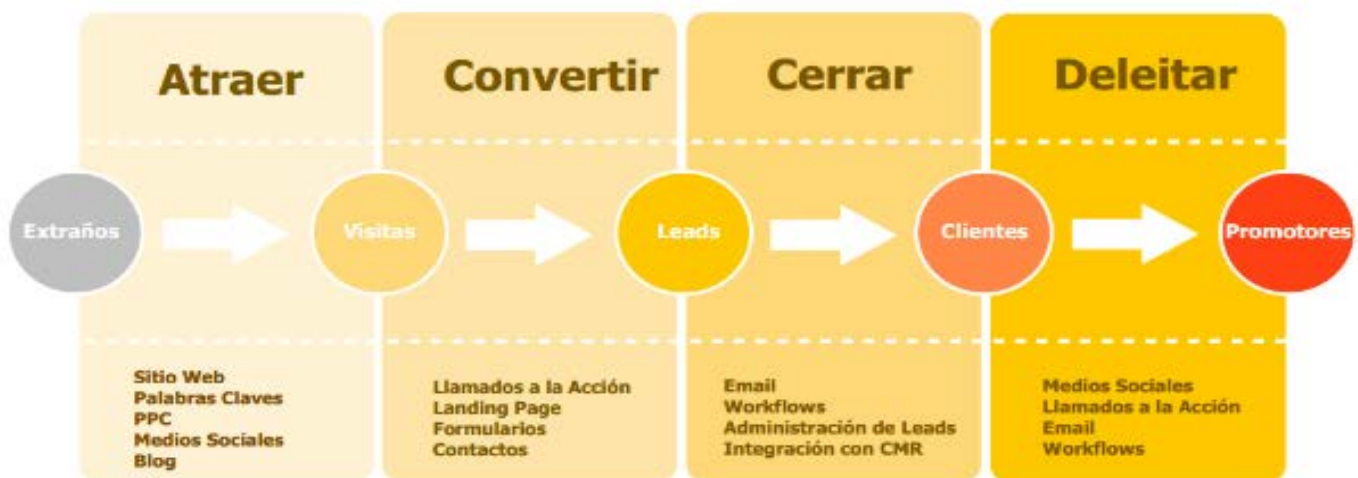 Atraer
Convertir
Cerrar
Deleitar
Extraños
Visitas
Leads
Clientes
Promotores
Sitio Web
Palabras Claves
PPC
Medios Sociales
Blog
Llamados a la Acción
Landing Page
Formularios
Contactos
Email
Workflows
Administración de Leads
Integración con CMR
Medios Sociales
Llamados a la Acción
Email
Workflows